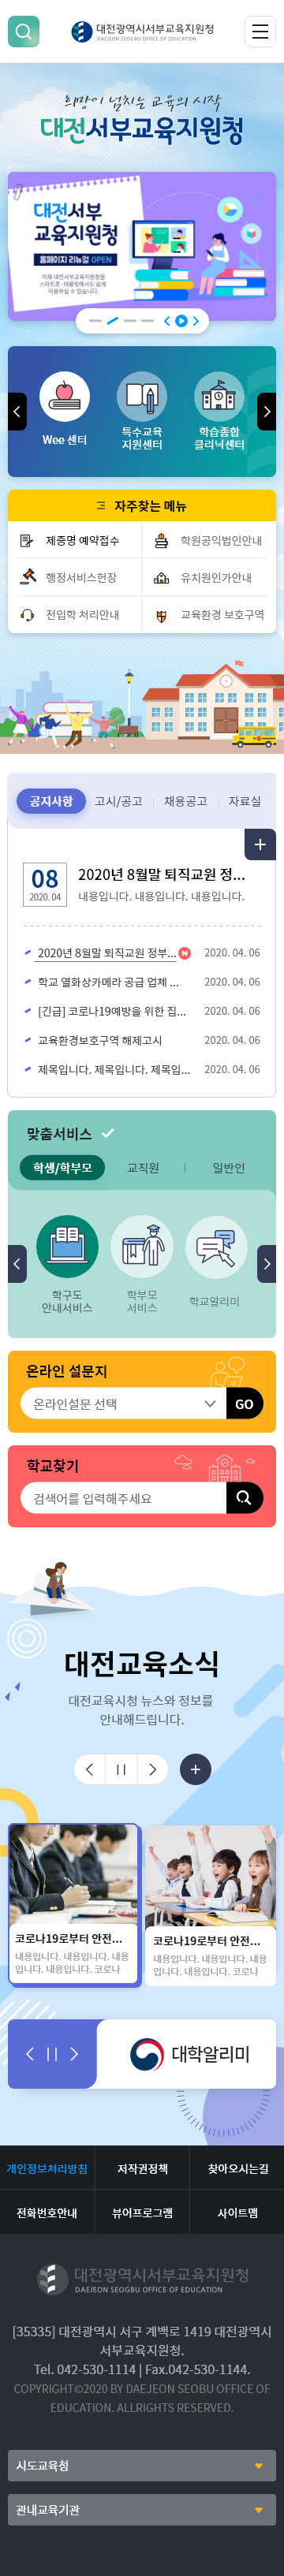 대전광역시서부교육지원청
DAEJEON SEOGBU OFFICE OF EDUCATION
희망이 넘치는 교육의 시작
대전서부교육지원청
대전서부
교육지원청
홈페이지 리뉴얼 OPEN
이제 대전서부교육지원청을
스마트폰·태블릿에서도 쉽게
이용하실 수 있습니다.
Wee 센터
특수교육
지원센터
학습종합
클리닉센터
자주찾는 메뉴
제증명 예약접수
학원공익법인안내
행정서비스헌장
유치원인가안내
전입학 처리안내
교육환경 보호구역
공지사항
고시/공고
채용공고
자료실
08
2020. 04
2020년 8월말 퇴직교원 정...
내용입니다. 내용입니다. 내용입니다.
2020년 8월말 퇴직교원 정부... N 2020. 04. 06
학교 열화상카메라 공급 업체 ... 2020. 04. 06
[긴급] 코로나19예방을 위한 집... 2020. 04. 06
교육환경보호구역 해제고시 2020. 04. 06
제목입니다. 제목입니다. 제목입... 2020. 04. 06
맞춤서비스
학생/학부모
교직원
일반인
학구도
안내서비스
학부모
서비스
학교알리미
온라인 설문지
온라인설문 선택
GO
학교찾기
검색어를 입력해주세요
대전교육소식
대전교육시청 뉴스와 정보를
안내해드립니다.
코로나19로부터 안전...
내용입니다. 내용입니다. 내용
입니다. 내용입니다. 코로나
코로나19로부터 안전...
내용입니다. 내용입니다. 내용
입니다. 내용입니다. 코로나
대학알리미
개인정보처리방침
저작권정책
찾아오시는길
전화번호안내
뷰어프로그램
사이트맵
대전광역시서부교육지원청
DAEJEON SEOGBU OFFICE OF EDUCATION
[35335] 대전광역시 서구 계백로 1419 대전광역시
서부교육지원청.
Tel. 042-530-1114 | Fax.042-530-1144.
COPYRIGHT©2020 BY DAEJEON SEOBU OFFICE OF
EDUCATION. ALLRIGHTS RESERVED.
시도교육청
관내교육기관